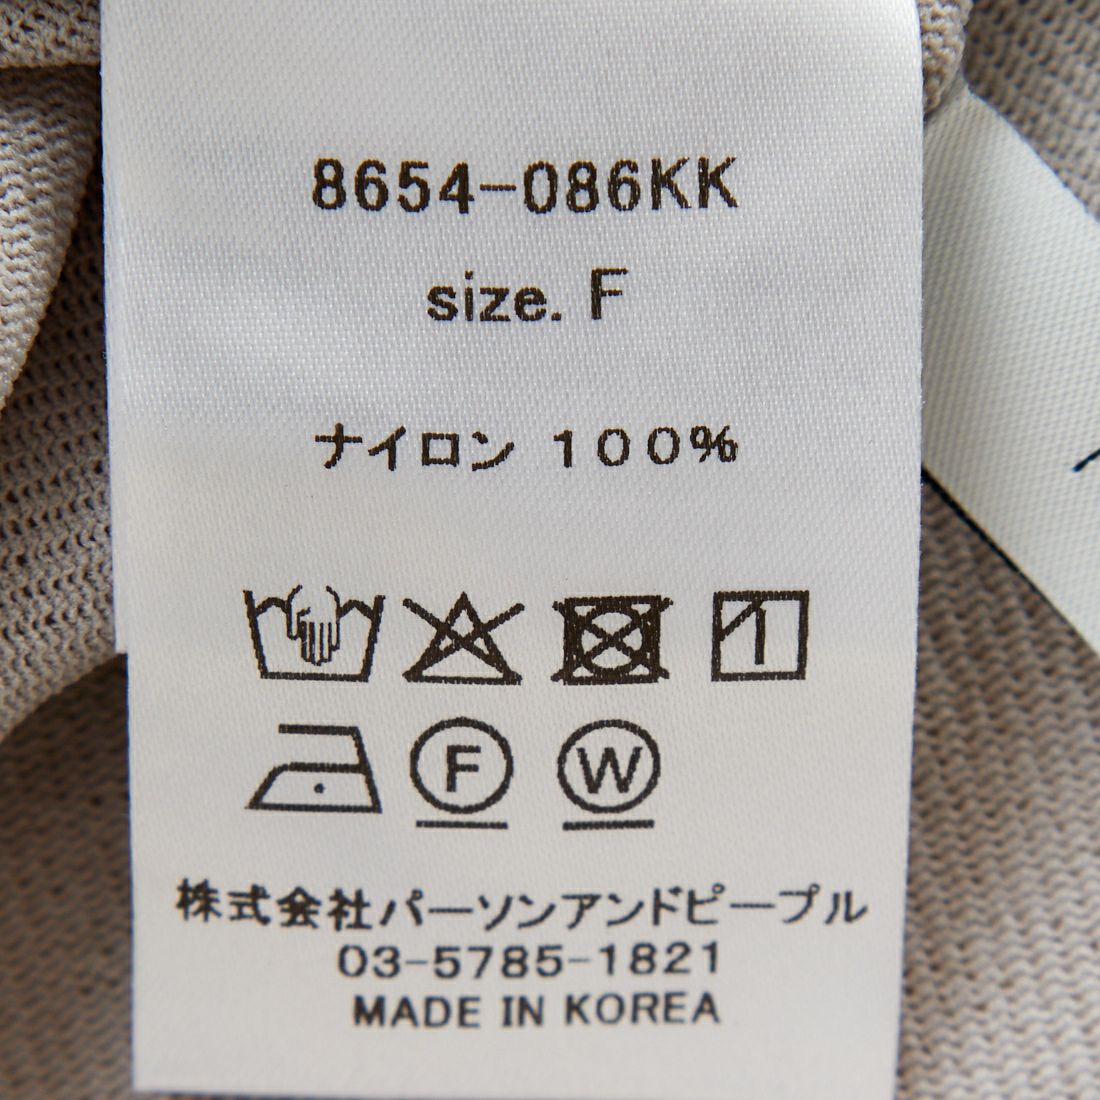 8654-086KK
size. F
ナイロン 100%
F W
株式会社パーソンアンドピープル
03-5785-1821
MADE IN KOREA